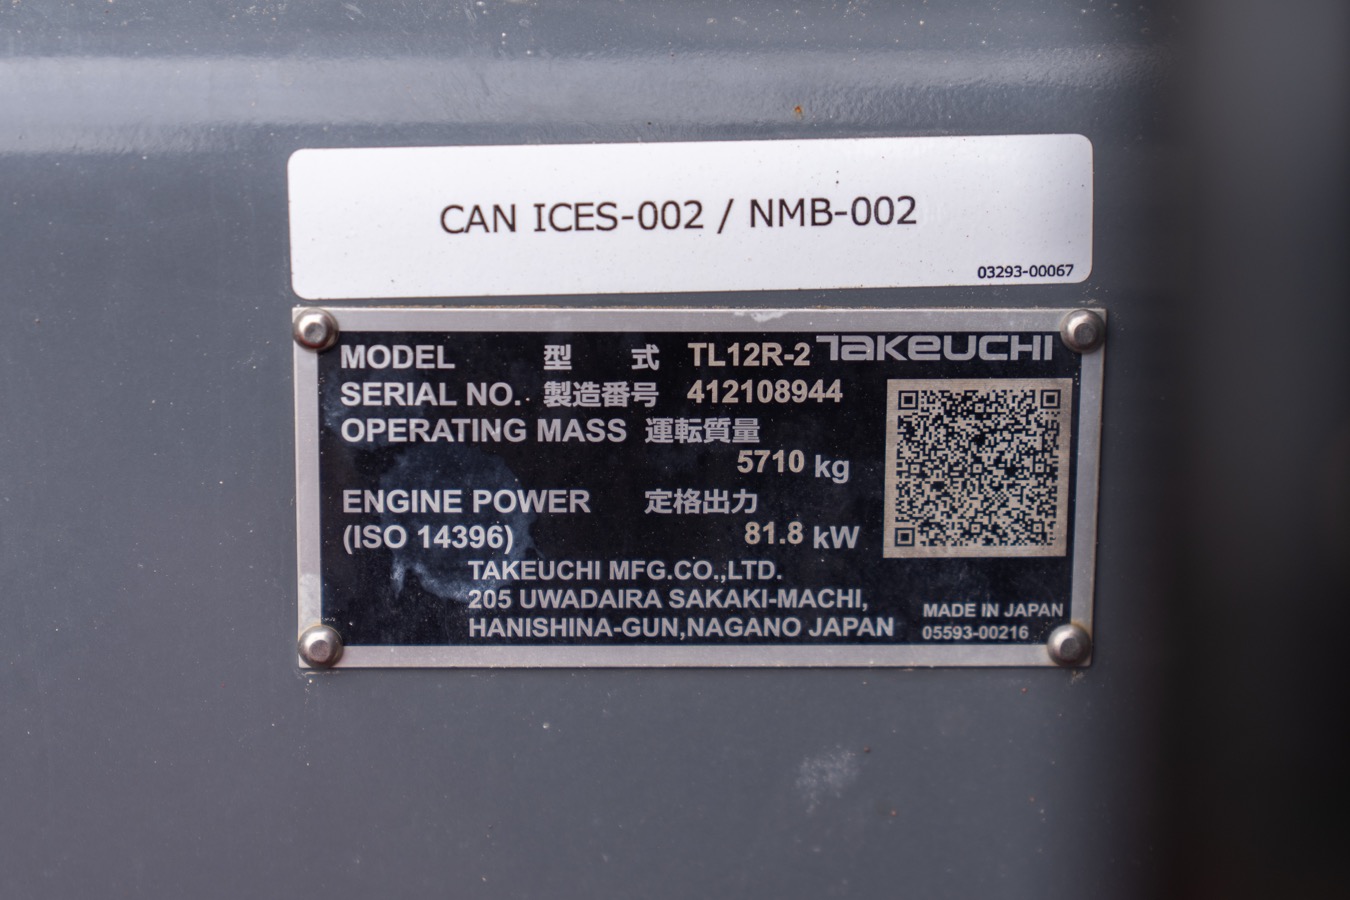 CAN ICES-002 / NMB-002
03293-00067
MODEL 型 式 TL12R-2 TAKEUCHI
SERIAL NO. 製造番号 412108944
OPERATING MASS 運転質量
5710 kg
ENGINE POWER 定格出力
(ISO 14396) 81.8 kW
TAKEUCHI MFG.CO.,LTD.
205 UWADAIRA SAKAKI-MACHI,
HANISHINA-GUN,NAGANO JAPAN
MADE IN JAPAN
05593-00216